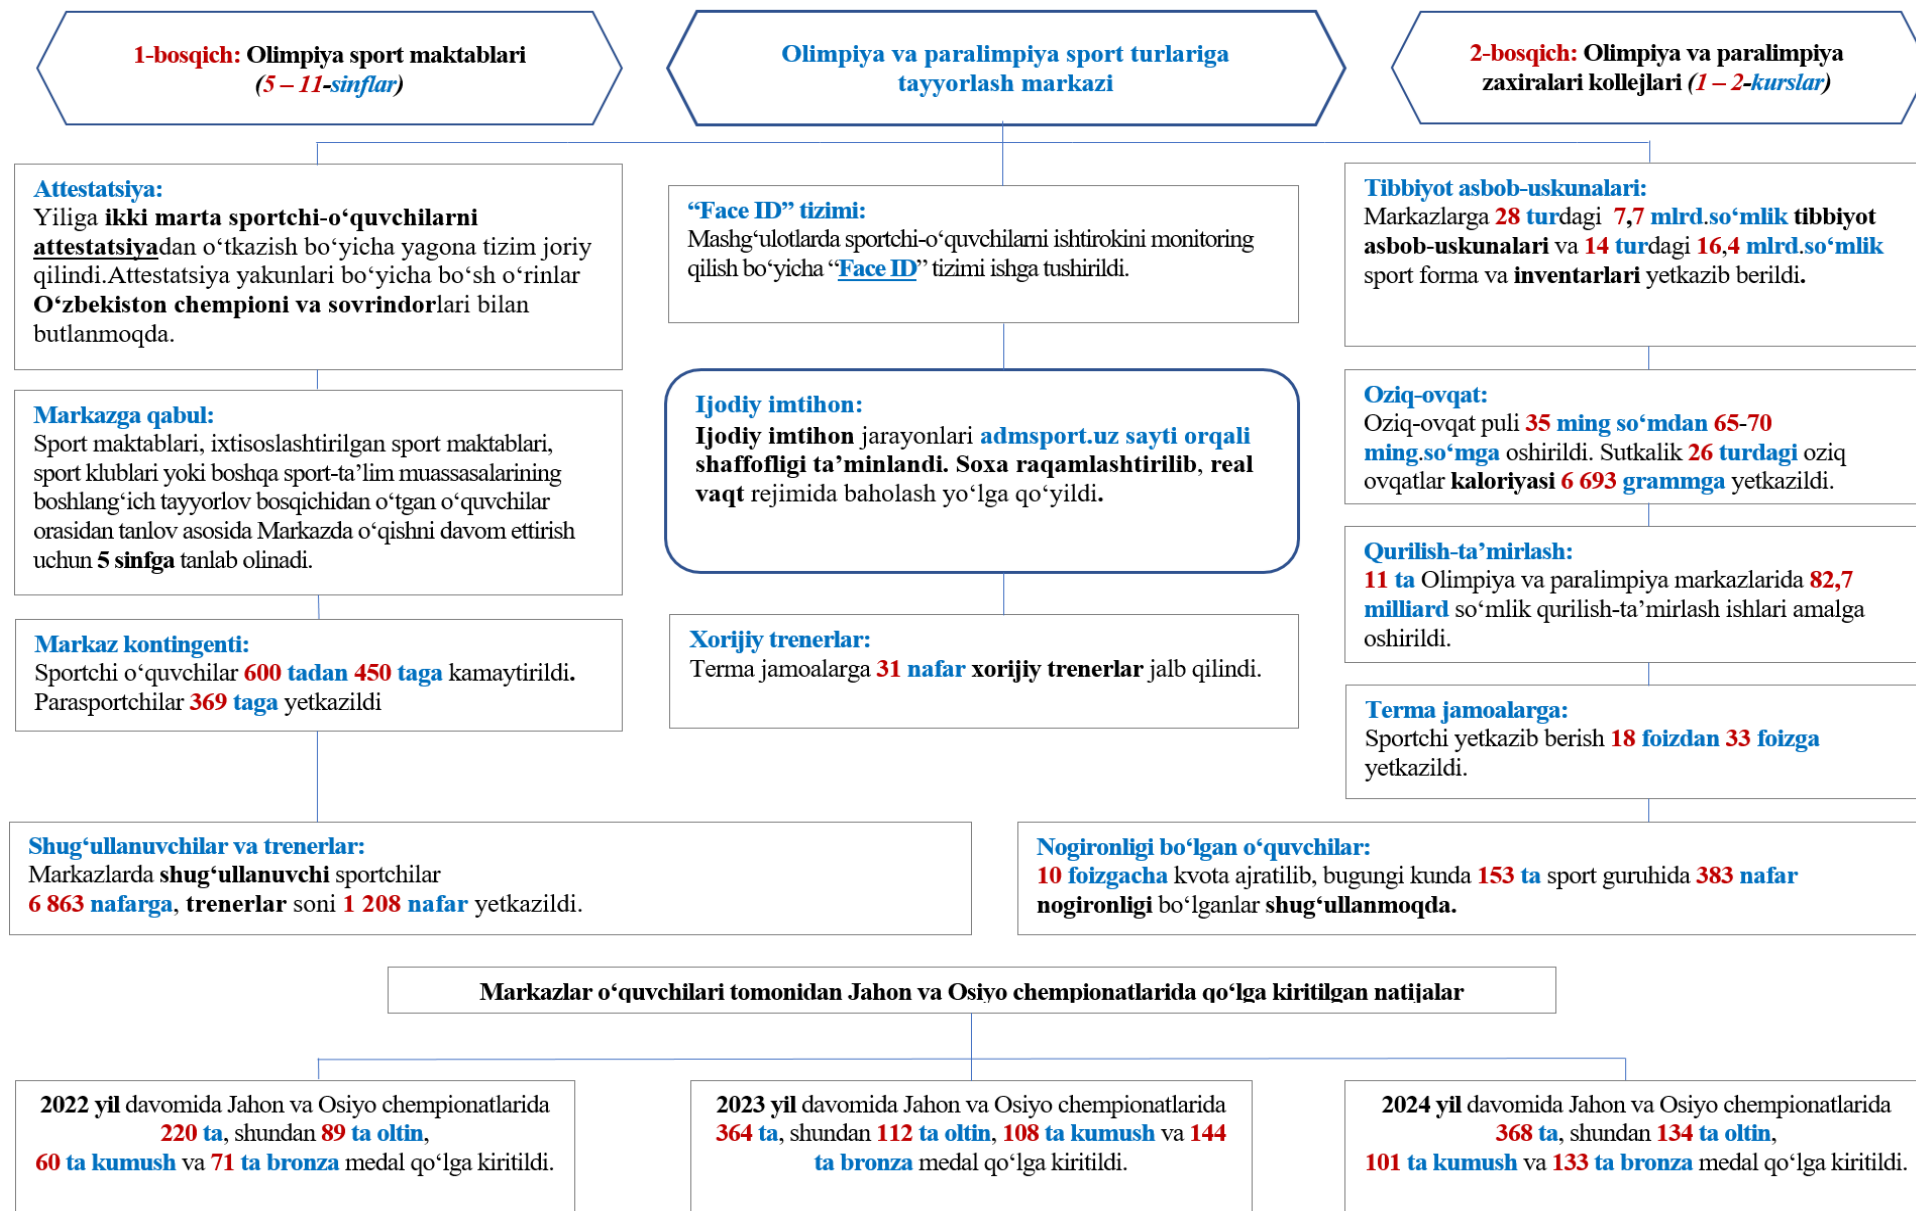 1-bosqich: Olimpiya sport maktablari
(5 – 11-sinflar)
Olimpiya va paralimpiya sport turlariga
tayyorlash markazi
2-bosqich: Olimpiya va paralimpiya
zaxiralari kollejlari (1 – 2-kurslar)
Attestatsiya:
Yiliga ikki marta sportchi-o‘quvchilarni
attestatsiyadan o‘tkazish bo‘yicha yagona tizim joriy
qilindi.Attestatsiya yakunlari bo‘yicha bo‘sh o‘rinlar
O‘zbekiston chempioni va sovrindorlari bilan
butlanmoqda.
Markazga qabul:
Sport maktablari, ixtisoslashtirilgan sport maktablari,
sport klublari yoki boshqa sport-ta’lim muassasalarining
boshlang‘ich tayyorlov bosqichidan o‘tgan o‘quvchilar
orasidan tanlov asosida Markazda o‘qishni davom ettirish
uchun 5 sinfga tanlab olinadi.
Markaz kontingenti:
Sportchi o‘quvchilar 600 tadan 450 taga kamaytirildi.
Parasportchilar 369 taga yetkazildi
“Face ID” tizimi:
Mashg‘ulotlarda sportchi-o‘quvchilarni ishtirokini monitoring
qilish bo‘yicha “Face ID” tizimi ishga tushirildi.
Ijodiy imtihon:
Ijodiy imtihon jarayonlari admsport.uz sayti orqali
shaffofligi ta’minlandi. Soxa raqamlashtirilib, real
vaqt rejimida baholash yo‘lga qo‘yildi.
Xorijiy trenerlar:
Terma jamoalarga 31 nafar xorijiy trenerlar jalb qilindi.
Tibbiyot asbob-uskunalari:
Markazlarga 28 turdagi 7,7 mlrd.so‘mlik tibbiyot
asbob-uskunalari va 14 turdagi 16,4 mlrd.so‘mlik
sport forma va inventarlari yetkazib berildi.
Oziq-ovqat:
Oziq-ovqat puli 35 ming so‘mdan 65-70
ming.so‘mga oshirildi. Sutkalik 26 turdagi oziq
ovqatlar kaloriyasi 6 693 grammga yetkazildi.
Qurilish-ta’mirlash:
11 ta Olimpiya va paralimpiya markazlarida 82,7
milliard so‘mlik qurilish-ta’mirlash ishlari amalga
oshirildi.
Terma jamoalarga:
Sportchi yetkazib berish 18 foizdan 33 foizga
yetkazildi.
Shug‘ullanuvchilar va trenerlar:
Markazlarda shug‘ullanuvchi sportchilar
6 863 nafarga, trenerlar soni 1 208 nafar yetkazildi.
Nogironligi bo‘lgan o‘quvchilar:
10 foizgacha kvota ajratilib, bugungi kunda 153 ta sport guruhida 383 nafar
nogironligi bo‘lganlar shug‘ullanmoqda.
Markazlar o‘quvchilari tomonidan Jahon va Osiyo chempionatlarida qo‘lga kiritilgan natijalar
2022 yil davomida Jahon va Osiyo chempionatlarida
220 ta, shundan 89 ta oltin,
60 ta kumush va 71 ta bronza medal qo‘lga kiritildi.
2023 yil davomida Jahon va Osiyo chempionatlarida
364 ta, shundan 112 ta oltin, 108 ta kumush va 144
ta bronza medal qo‘lga kiritildi.
2024 yil davomida Jahon va Osiyo chempionatlarida
368 ta, shundan 134 ta oltin,
101 ta kumush va 133 ta bronza medal qo‘lga kiritildi.